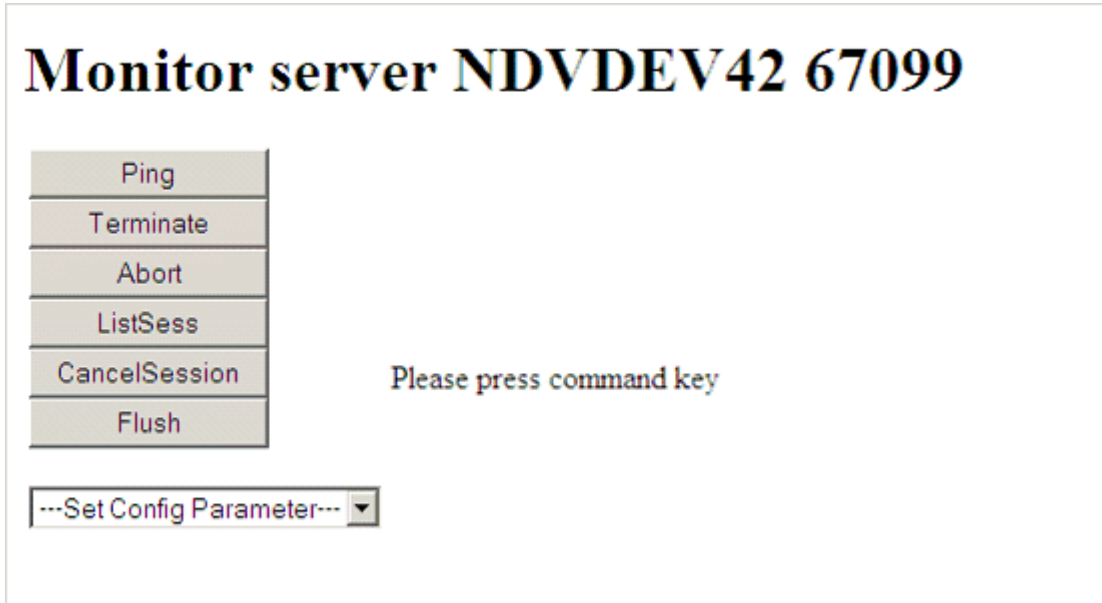 Monitor server NDVDEV42 67099
Ping
Terminate
Abort
ListSess
CancelSession
Please press command key
Flush
---Set Config Parameter---